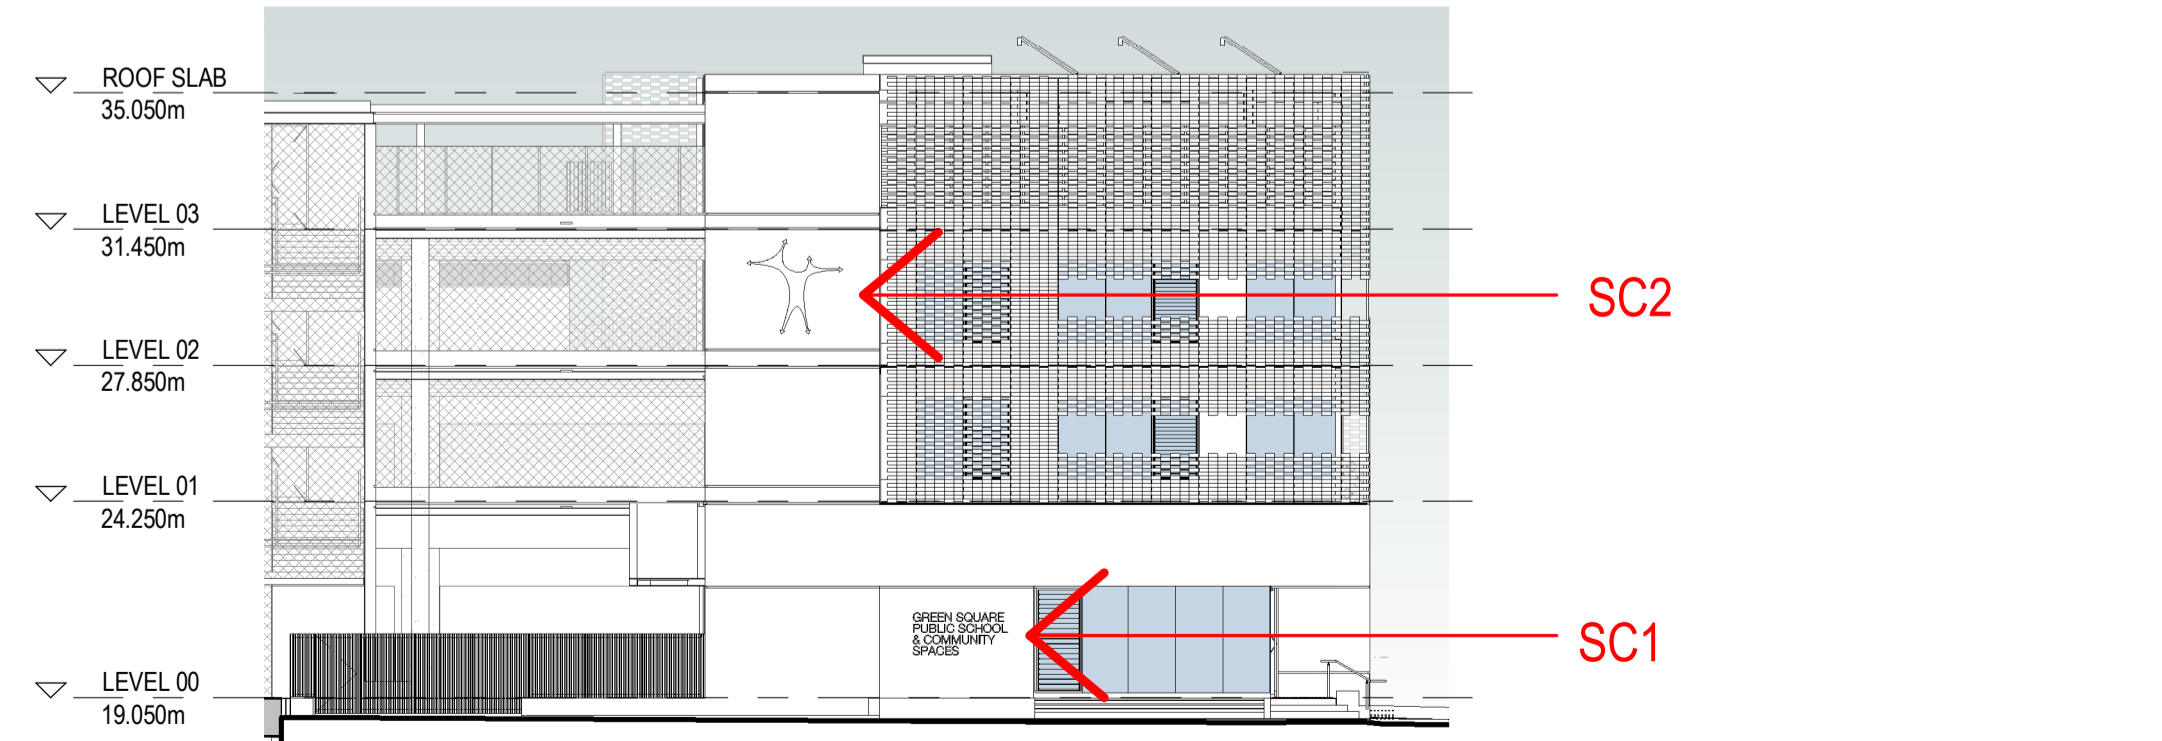 ROOF SLAB
35.050m
LEVEL 03
31.450m
SC2
LEVEL 02
27.850m
LEVEL 01
24.250m
GREEN SQUARE
PUBLIC SCHOOL
& COMMUNITY
SPACES
SC1
LEVEL 00
19.050m